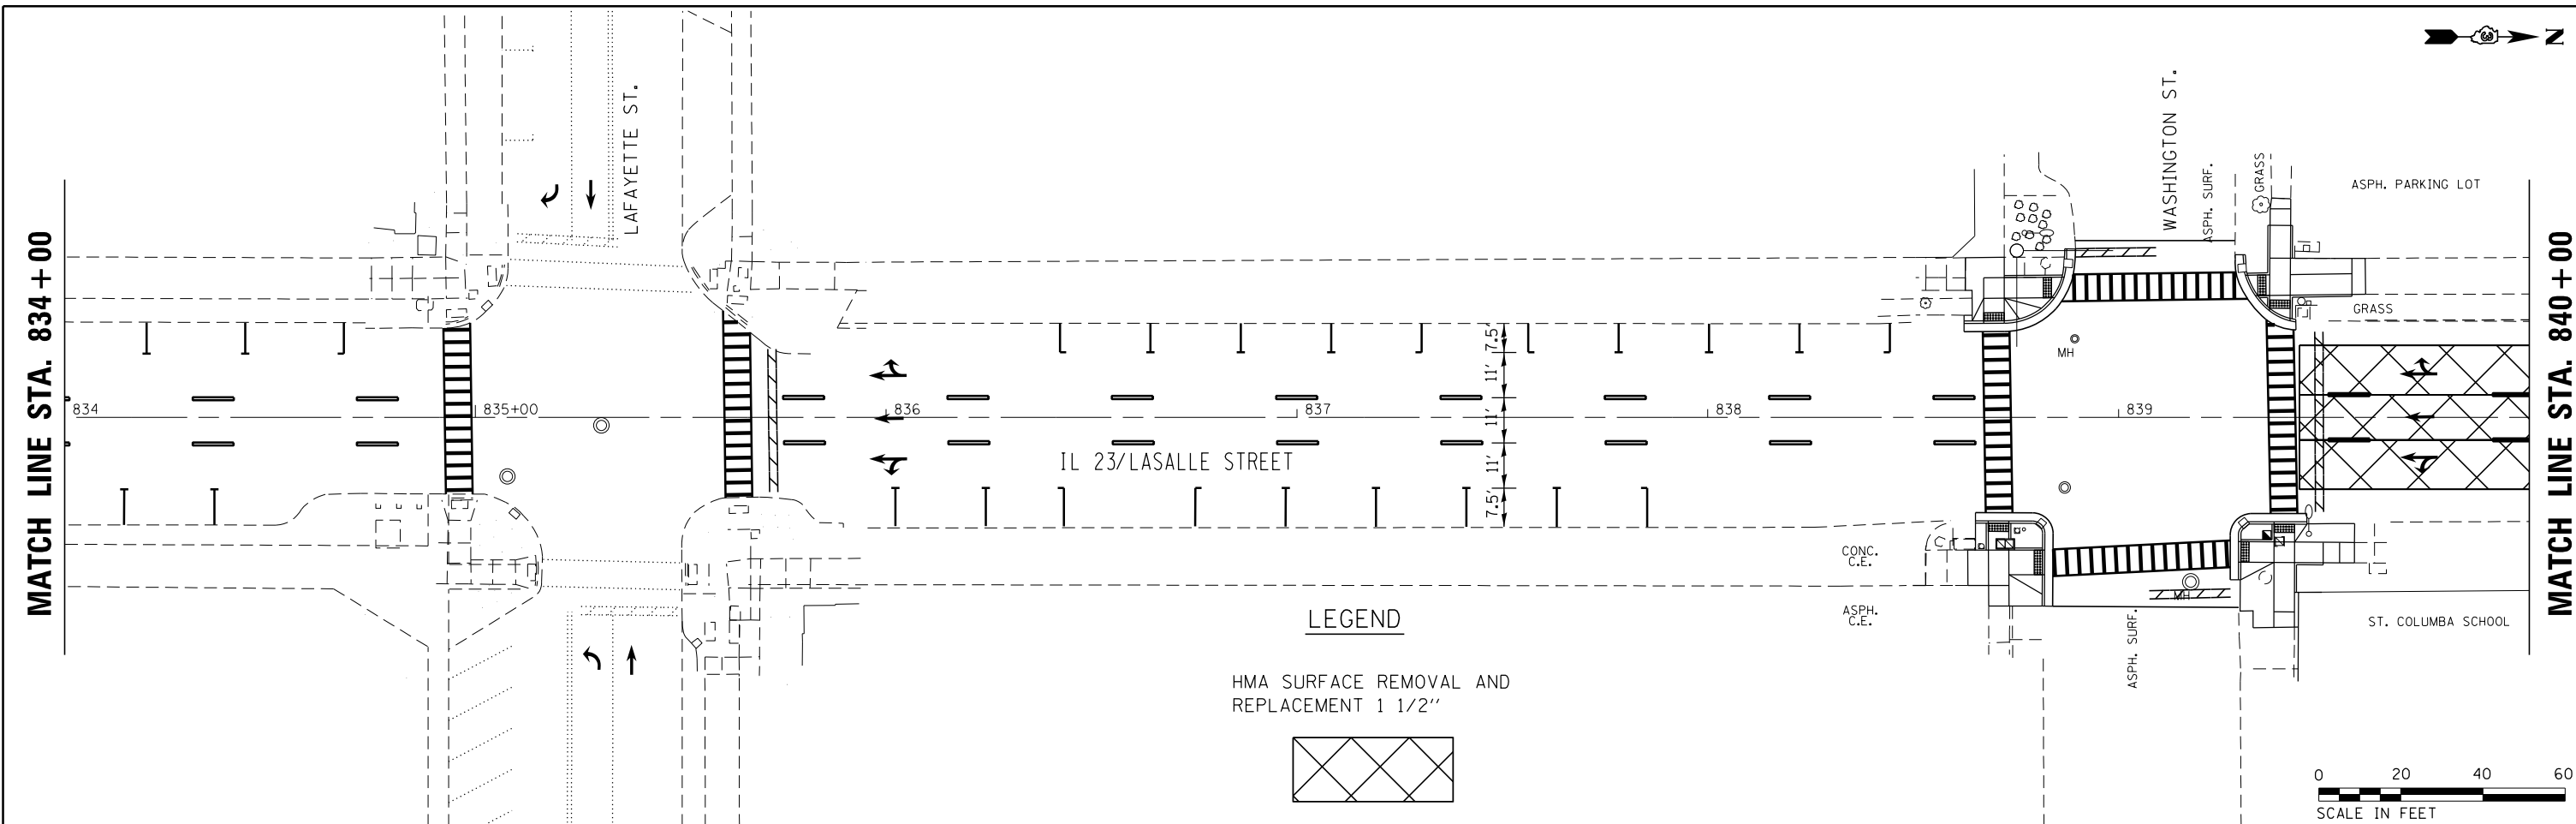 N
LAFAYETTE ST.
WASHINGTON ST.
ASPH. SURF.
GRASS
ASPH. PARKING LOT
MATCH LINE STA. 834+00
MATCH LINE STA. 840+00
GRASS
MH
7.5'
11'
11'
11'
7.5'
834
835+00
836
837
838
839
IL 23/LASALLE STREET
CONC.
C.E.
ASPH.
C.E.
MH
ASPH. SURF.
ST. COLUMBA SCHOOL
LEGEND
HMA SURFACE REMOVAL AND
REPLACEMENT 1 1/2"
0 20 40 60
SCALE IN FEET